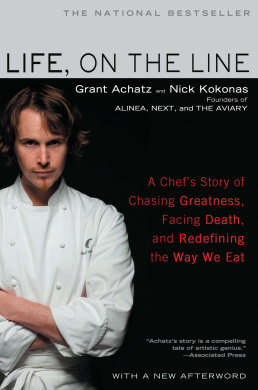 THE NATIONAL BESTSELLER
LIFE, ON THE LINE
Grant Achatz and Nick Kokonas
Founders of
ALINEA, NEXT, and THE AVIARY
A Chef's Story of
Chasing Greatness,
Facing Death,
and Redefining
the Way We Eat
"Achatz's story is a compelling
tale of artistic genius."
—Associated Press
WITH A NEW AFTERWORD